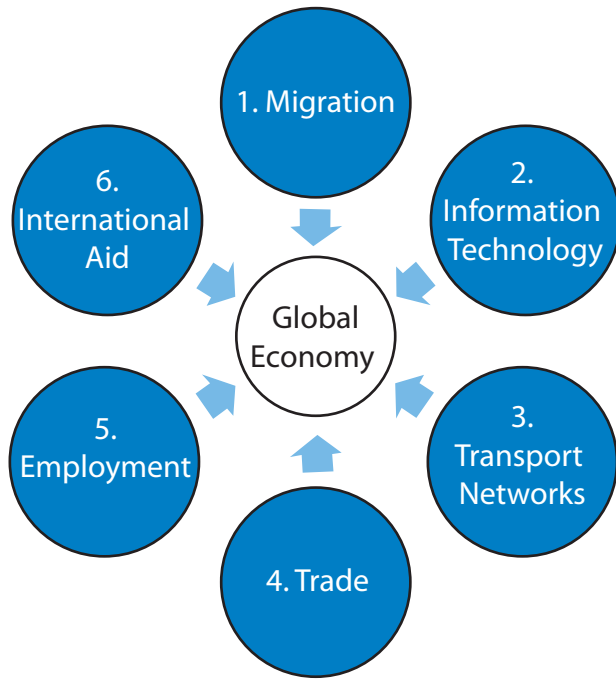 1. Migration
2.
Information
Technology
3.
Transport
Networks
4. Trade
5.
Employment
6.
International
Aid
Global
Economy